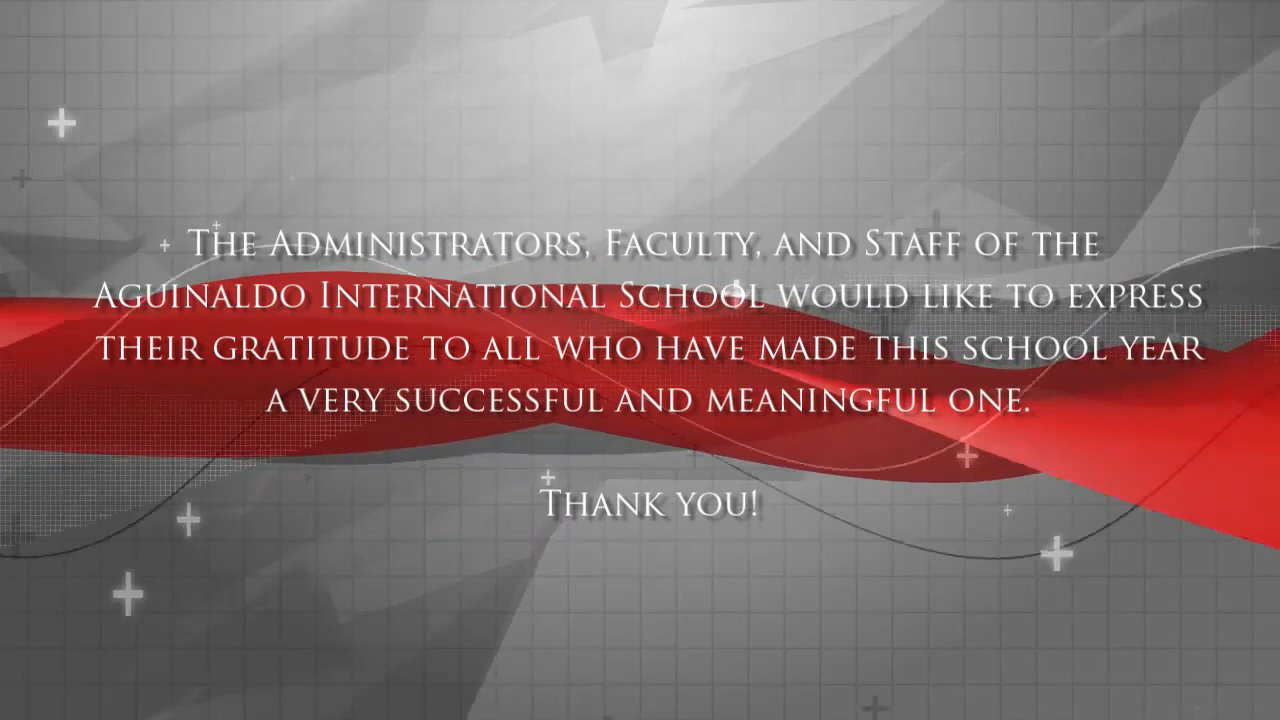 The Administrators, Faculty, and Staff of the
Aguinaldo International School would like to express
their gratitude to all who have made this school year
a very successful and meaningful one.
Thank you!